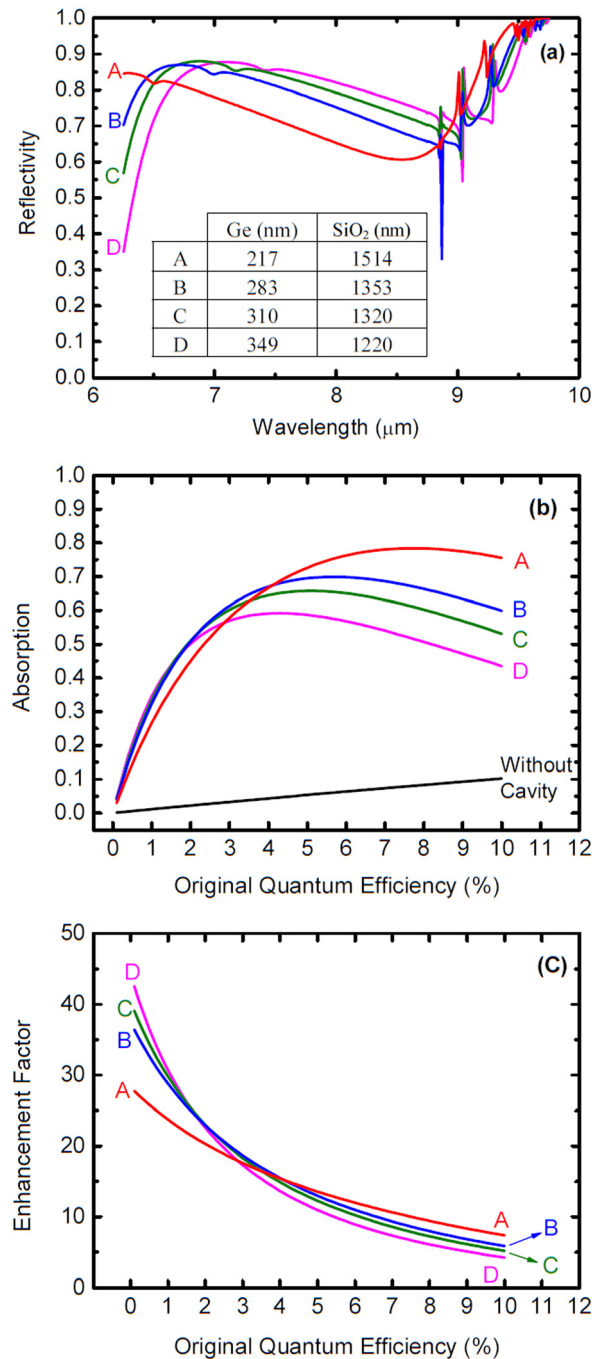 1.0
0.9
0.8
0.7
0.6
0.5
0.4
0.3
0.2
0.1
0.0
Reflectivity
(a)
A
B
C
D
Ge (nm) SiO₂ (nm)
A 217 1514
B 283 1353
C 310 1320
D 349 1220
6 7 8 9 10
Wavelength (μm)
1.0
0.9
0.8
0.7
0.6
0.5
0.4
0.3
0.2
0.1
0.0
Absorption
(b)
A
B
C
D
Without
Cavity
0 1 2 3 4 5 6 7 8 9 10 11 12
Original Quantum Efficiency (%)
50
40
30
20
10
0
Enhancement Factor
(C)
D
C
B
A
A
B
C
D
0 1 2 3 4 5 6 7 8 9 10 11 12
Original Quantum Efficiency (%)